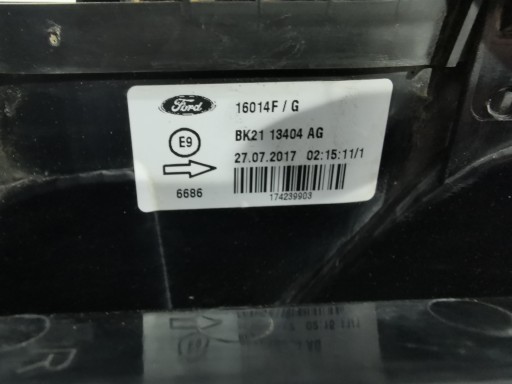 Ford
16014F / G
E9
BK21 13404 AG
27.07.2017 02:15:11/1
6686
174239903